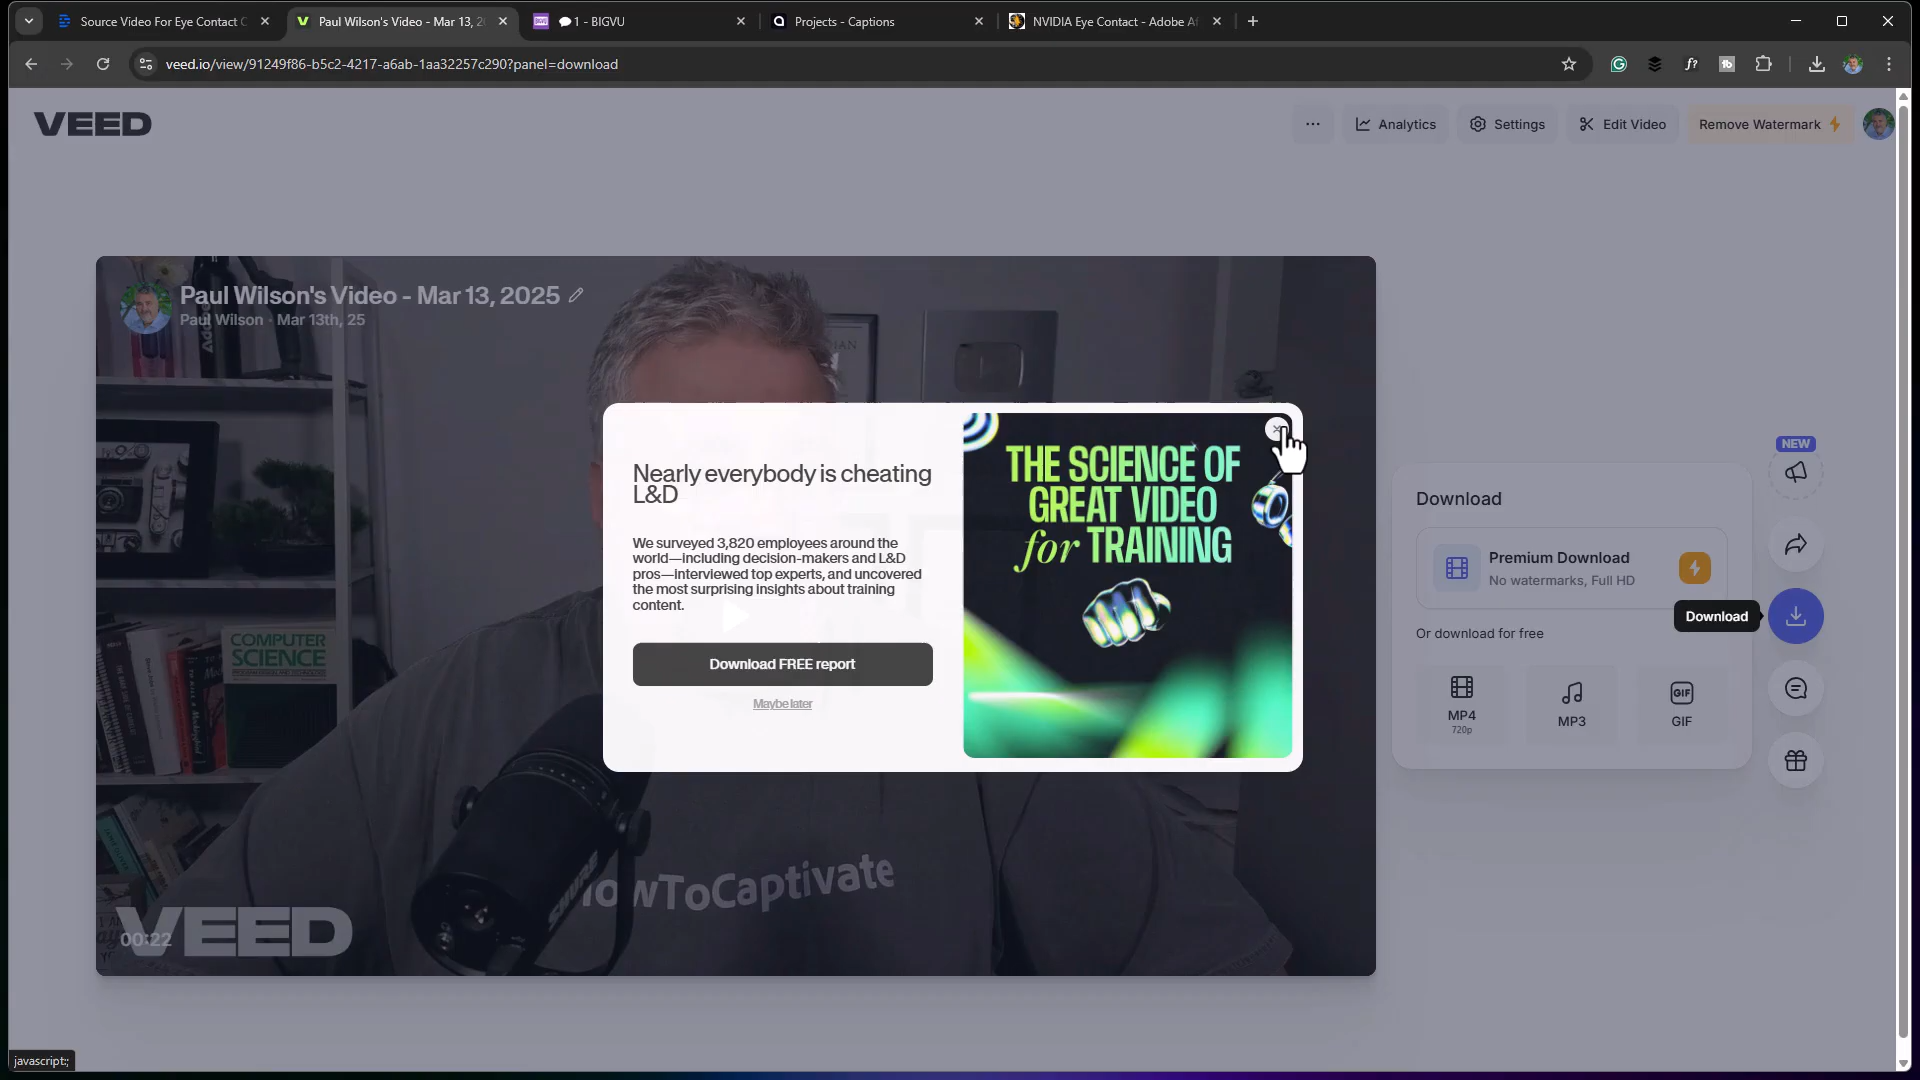 Source Video For Eye Contact C
Paul Wilson's Video - Mar 13, 2
1 - BIGVU
Projects - Captions
NVIDIA Eye Contact - Adobe Af
veed.io/view/91249f86-b5c2-4217-a6ab-1aa32257c290?panel=download
VEED
Analytics
Settings
Edit Video
Remove Watermark
Paul Wilson's Video - Mar 13, 2025
Paul Wilson · Mar 13th, 25
Adobe
Nearly everybody is cheating
L&D
We surveyed 3,820 employees around the
world—including decision-makers and L&D
pros—interviewed top experts, and uncovered
the most surprising insights about training
content.
Download FREE report
Maybe later
THE SCIENCE OF
GREAT VIDEO
for TRAINING
NEW
Download
Premium Download
No watermarks, Full HD
Download
Or download for free
MP4
720p
MP3
GIF
GIF
COMPUTER
SCIENCE
SHURE
owToCaptivate
VEED
00:22
javascript:;